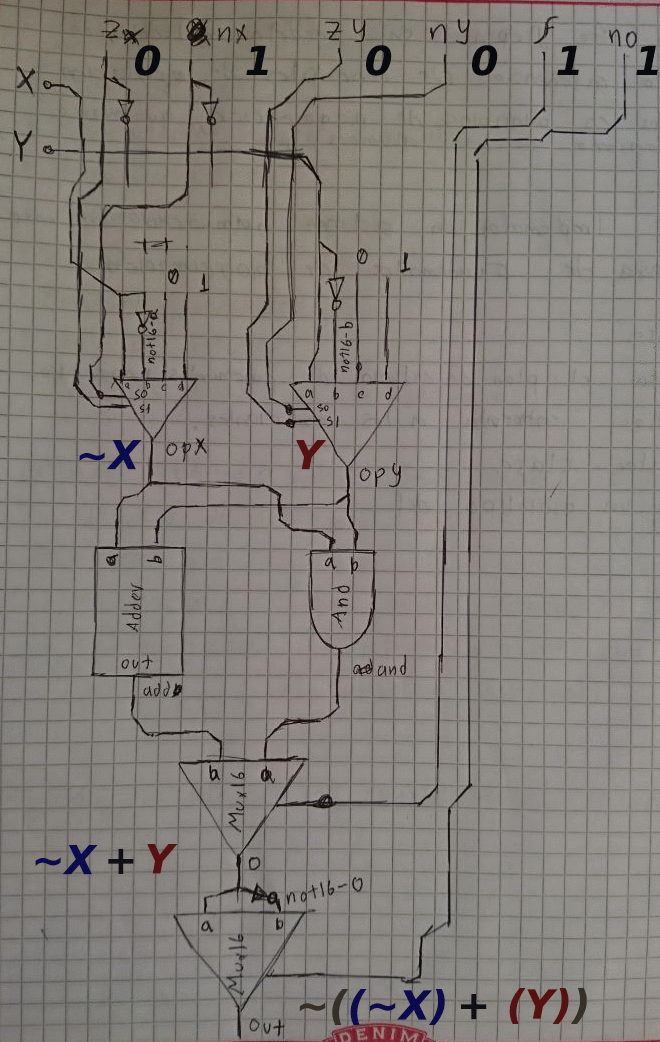 Zx nx zy ny f no
0 1 0 0 1 1
X
Y
0 1
0 1
not16-a
not16-b
a b c d
a b c d
S0
S1
S0
S1
~X
opX
Y
opy
a b
a b
Adder
And
out
add
and
b a
Mux16
~X + Y
O
not16-O
a b
Mux16
~((~X) + (Y))
out
DENIM